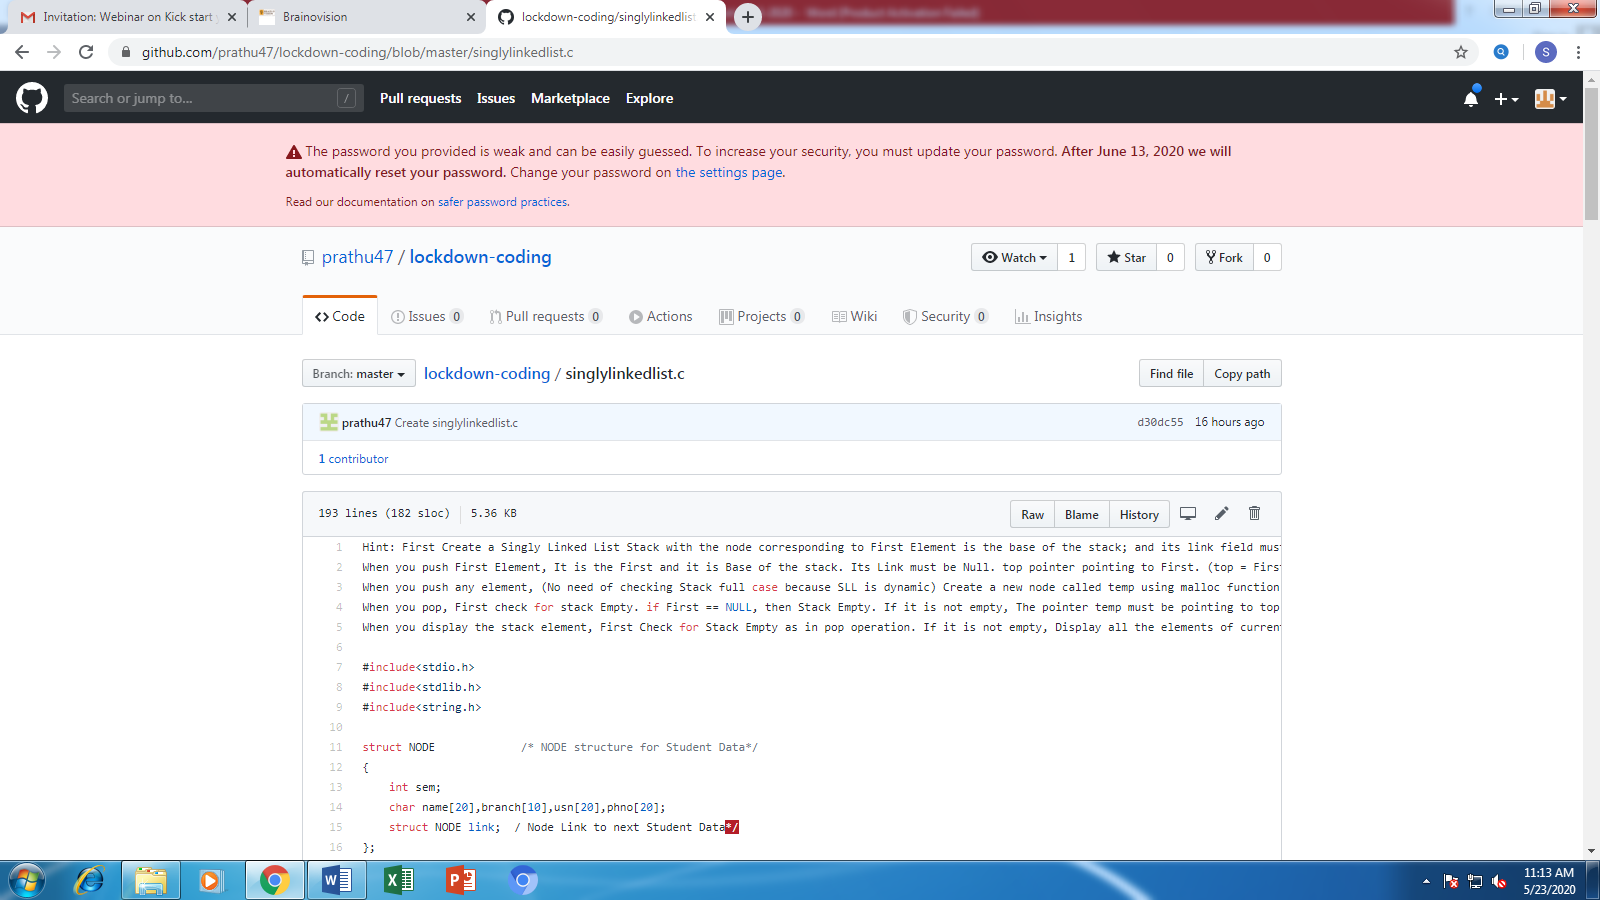 Invitation: Webinar on Kick start
Brainovision
lockdown-coding/singlylinkedlist
github.com/prathu47/lockdown-coding/blob/master/singlylinkedlist.c
S
Search or jump to...
/
Pull requests
Issues
Marketplace
Explore
The password you provided is weak and can be easily guessed. To increase your security, you must update your password. After June 13, 2020 we will
automatically reset your password. Change your password on the settings page.
Read our documentation on safer password practices.
prathu47 / lockdown-coding
Watch 1
Star 0
Fork 0
Code
Issues 0
Pull requests 0
Actions
Projects 0
Wiki
Security 0
Insights
Branch: master
lockdown-coding / singlylinkedlist.c
Find file
Copy path
prathu47 Create singlylinkedlist.c
d30dc55 16 hours ago
1 contributor
193 lines (182 sloc) 5.36 KB
Raw
Blame
History
1 Hint: First Create a Singly Linked List Stack with the node corresponding to First Element is the base of the stack; and its link field mus
2 When you push First Element, It is the First and it is Base of the stack. Its Link must be Null. top pointer pointing to First. (top = Firs
3 When you push any element, (No need of checking Stack full case because SLL is dynamic) Create a new node called temp using malloc function
4 When you pop, First check for stack Empty. if First == NULL, then Stack Empty. If it is not empty, The pointer temp must be pointing to top
5 When you display the stack element, First Check for Stack Empty as in pop operation. If it is not empty, Display all the elements of curren
6
7 #include<stdio.h>
8 #include<stdlib.h>
9 #include<string.h>
10
11 struct NODE /* NODE structure for Student Data*/
12 {
13 int sem;
14 char name[20],branch[10],usn[20],phno[20];
15 struct NODE link; / Node Link to next Student Data*/
16 };
11:13 AM
5/23/2020